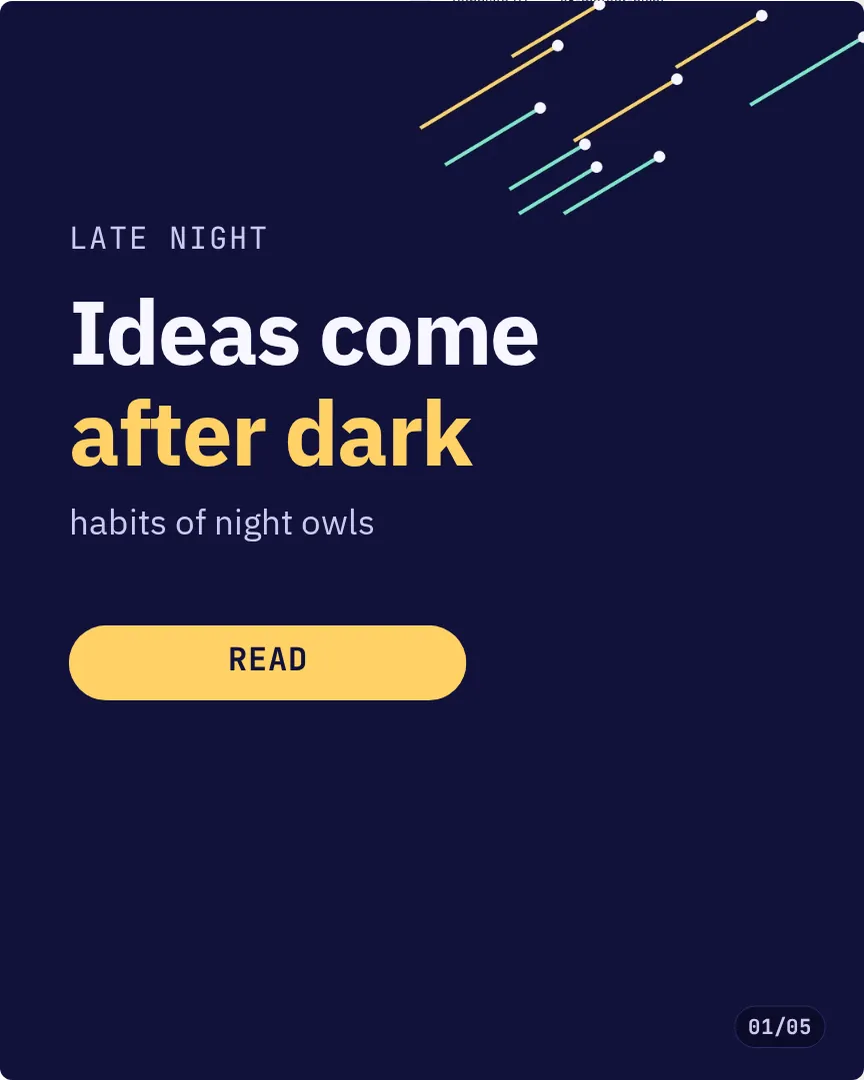 LATE NIGHT
Ideas come
after dark
habits of night owls
READ
01/05